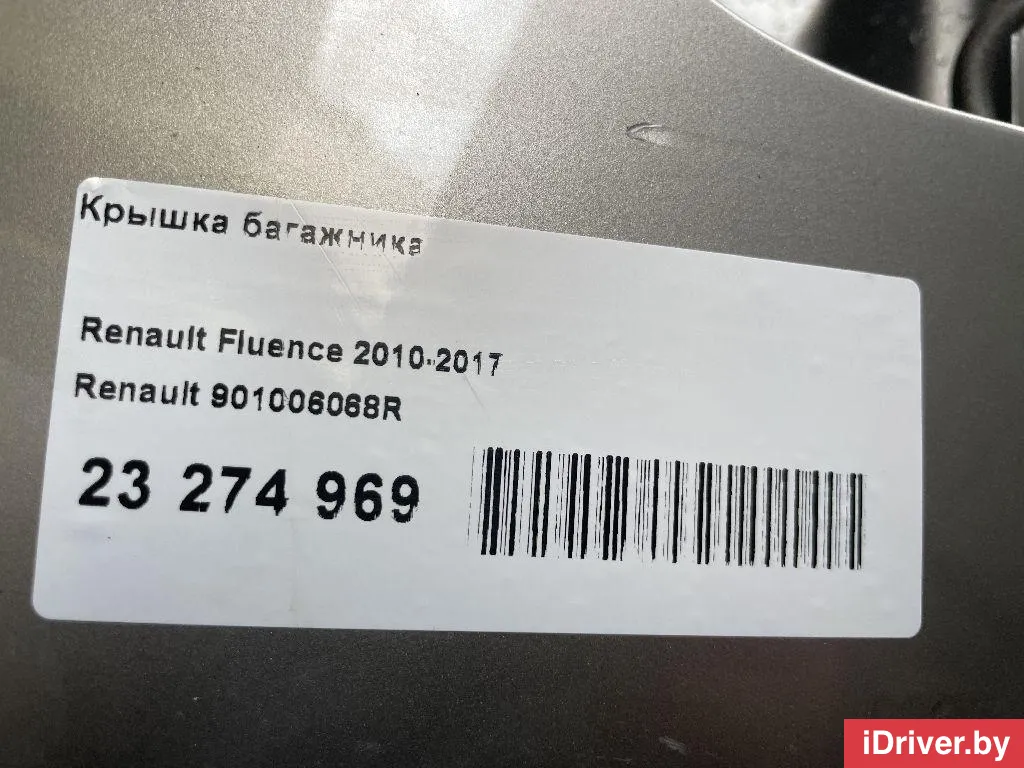 Крышка багажника
Renault Fluence 2010-2017
Renault 901006068R
23 274 969
iDriver.by